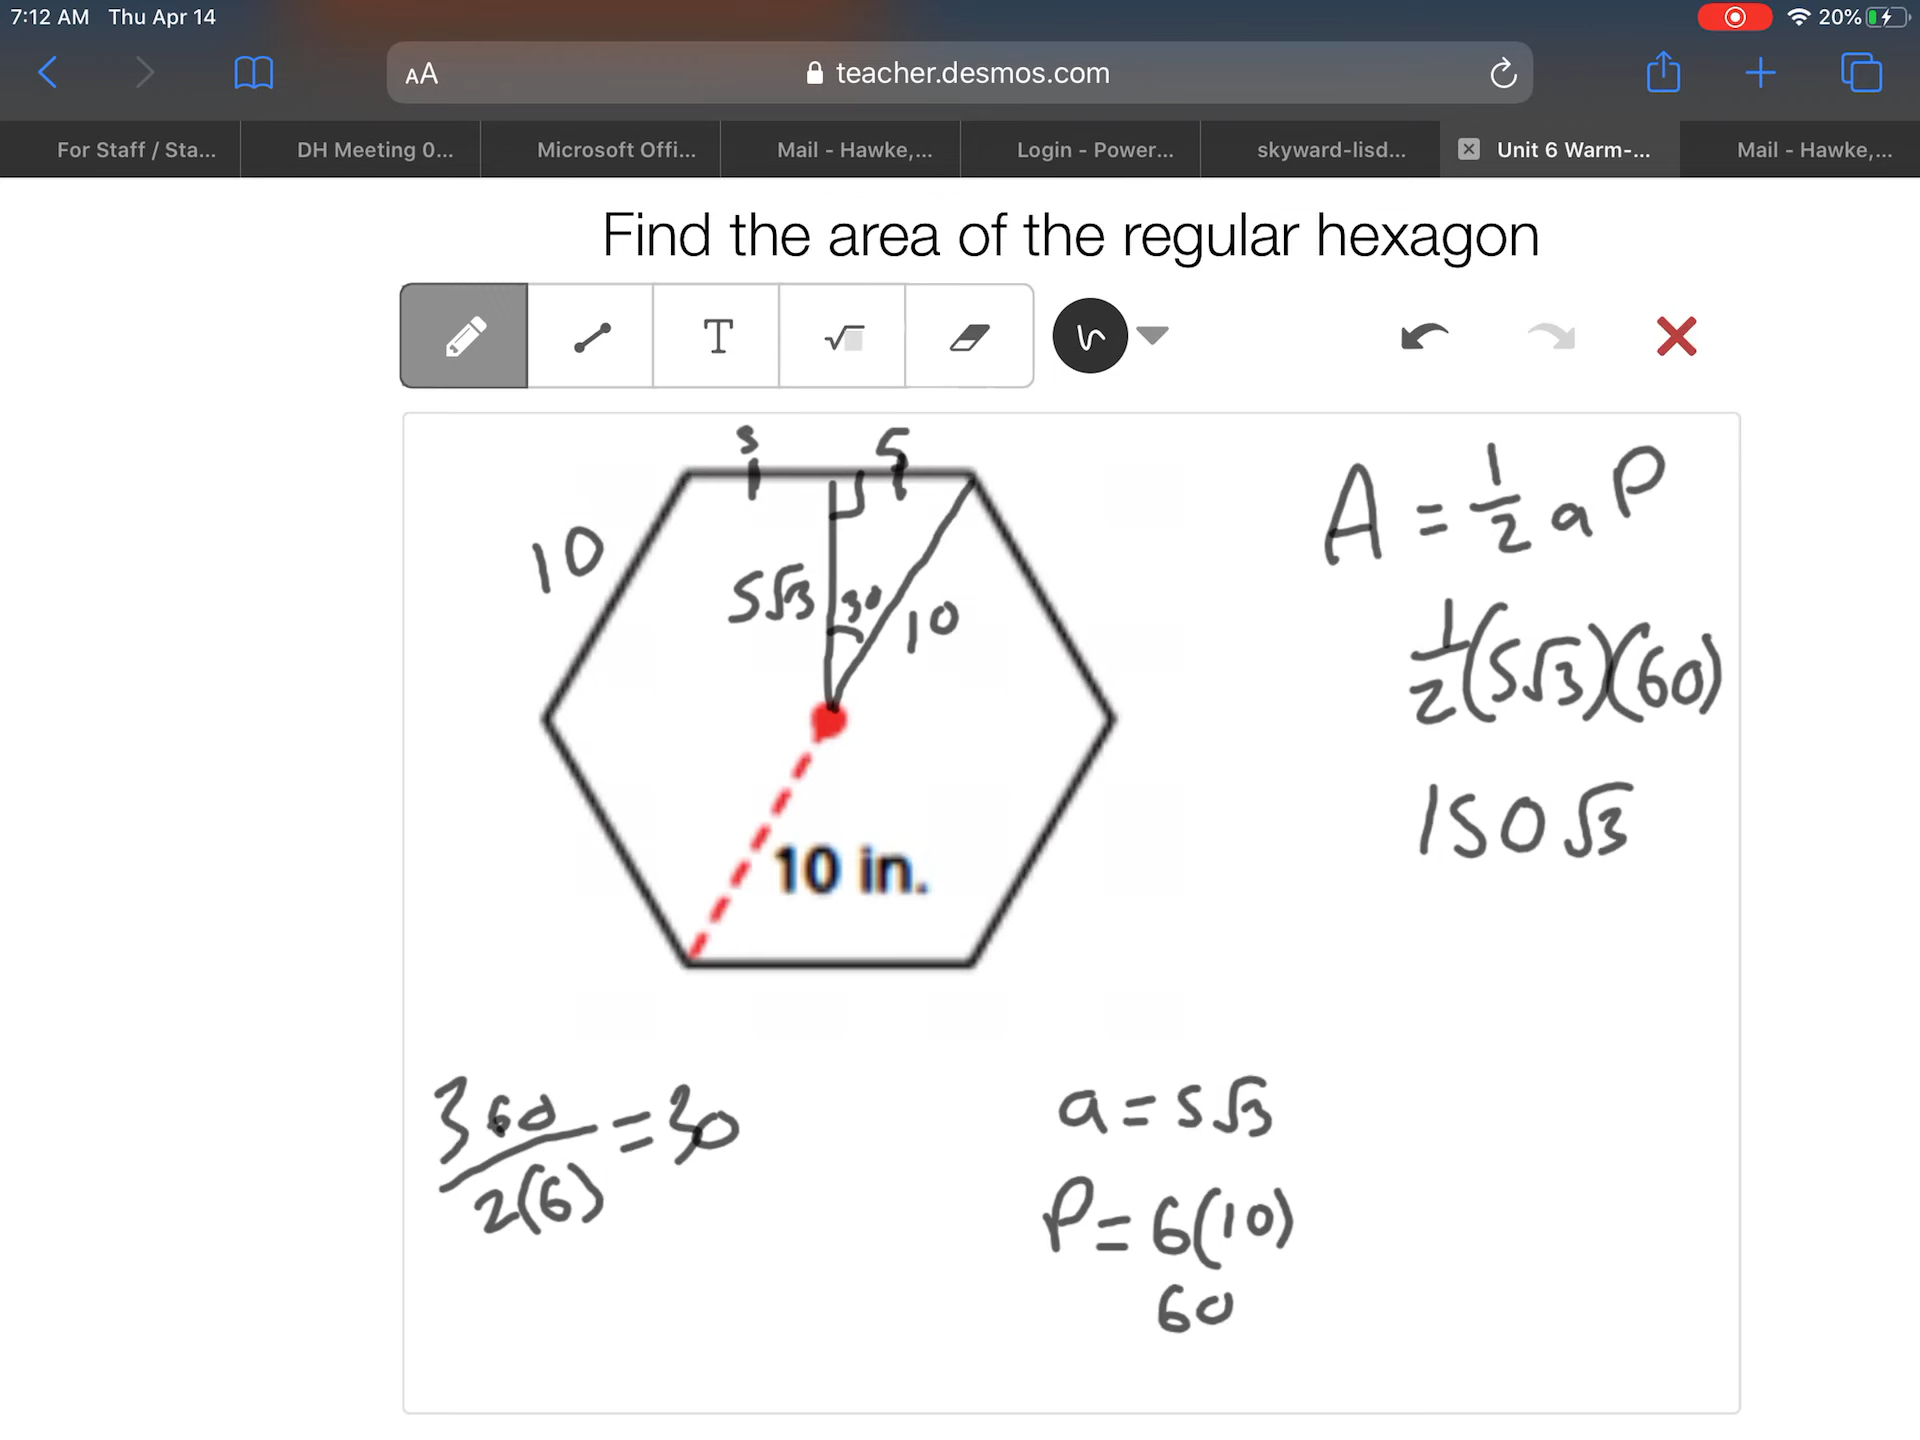 7:12 AM Thu Apr 14
20%
AA
teacher.desmos.com
For Staff / Sta...
DH Meeting 0...
Microsoft Offi...
Mail - Hawke,...
Login - Power...
skyward-lisd...
Unit 6 Warm-...
Mail - Hawke,...
Find the area of the regular hexagon
T
√
5
5
10
5√3
30
10
10 in.
A = 1/2 a P
1/2 (5√3)(60)
150√3
360/2(6) = 30
a = 5√3
P = 6(10)
60